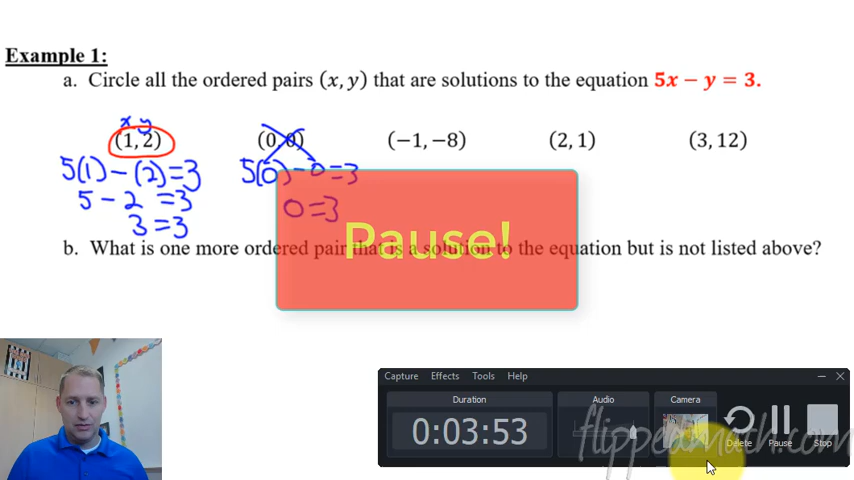 Example 1:
a. Circle all the ordered pairs (x, y) that are solutions to the equation 5x − y = 3.
x y
(1, 2) (0, 0) (−1, −8) (2, 1) (3, 12)
5(1) − (2) = 3 5(0) − 0 = 3
5 − 2 = 3 0 = 3
3 = 3
Pause!
b. What is one more ordered pair that is a solution to the equation but is not listed above?
Capture Effects Tools Help
Duration Audio Camera
0:03:53
Delete Pause Stop
flippedmath.com